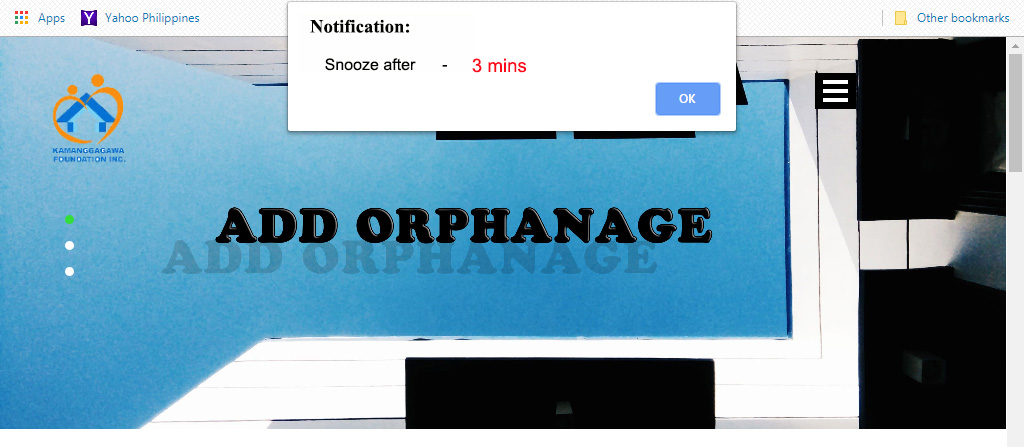 Apps Yahoo Philippines Other bookmarks
Notification:
Snooze after - 3 mins
OK
KAMANGGAGAWA
FOUNDATION INC.
ADD ORPHANAGE
ADD ORPHANAGE